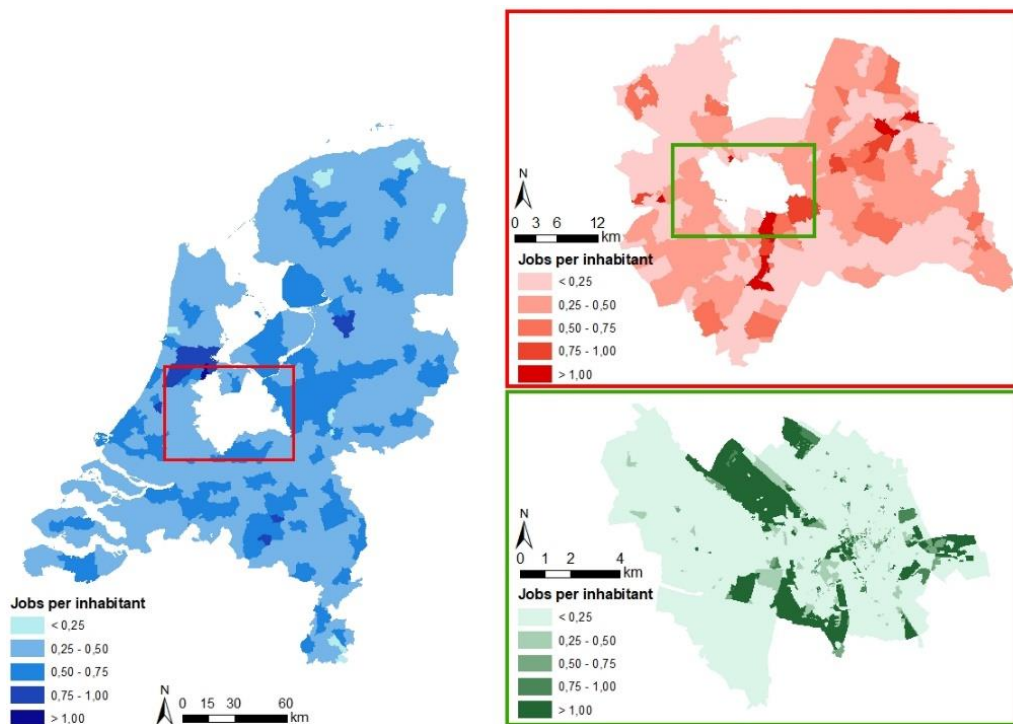 Jobs per inhabitant
< 0,25
0,25 - 0,50
0,50 - 0,75
0,75 - 1,00
> 1,00
N
0 15 30 60
km
N
0 3 6 12
km
Jobs per inhabitant
< 0,25
0,25 - 0,50
0,50 - 0,75
0,75 - 1,00
> 1,00
N
0 1 2 4
km
Jobs per inhabitant
< 0,25
0,25 - 0,50
0,50 - 0,75
0,75 - 1,00
> 1,00